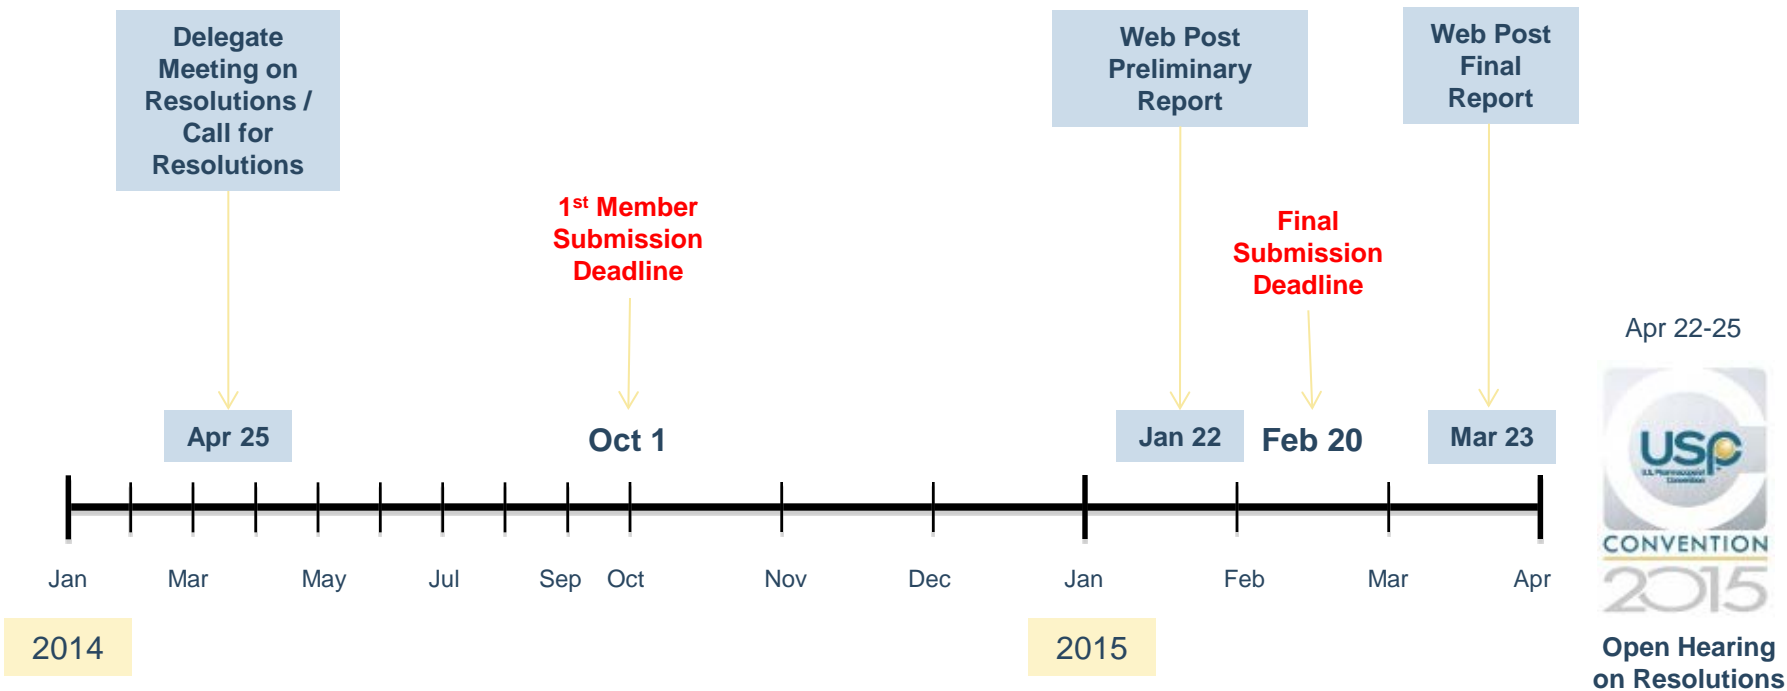 Delegate
Meeting on
Resolutions /
Call for
Resolutions
Web Post
Preliminary
Report
Web Post
Final
Report
1st Member
Submission
Deadline
Final
Submission
Deadline
Apr 22-25
Apr 25
Oct 1
Jan 22
Feb 20
Mar 23
USP
U.S. Pharmacopeial
Convention
CONVENTION
2015
Jan Mar May Jul Sep Oct Nov Dec Jan Feb Mar Apr
2014
2015
Open Hearing
on Resolutions